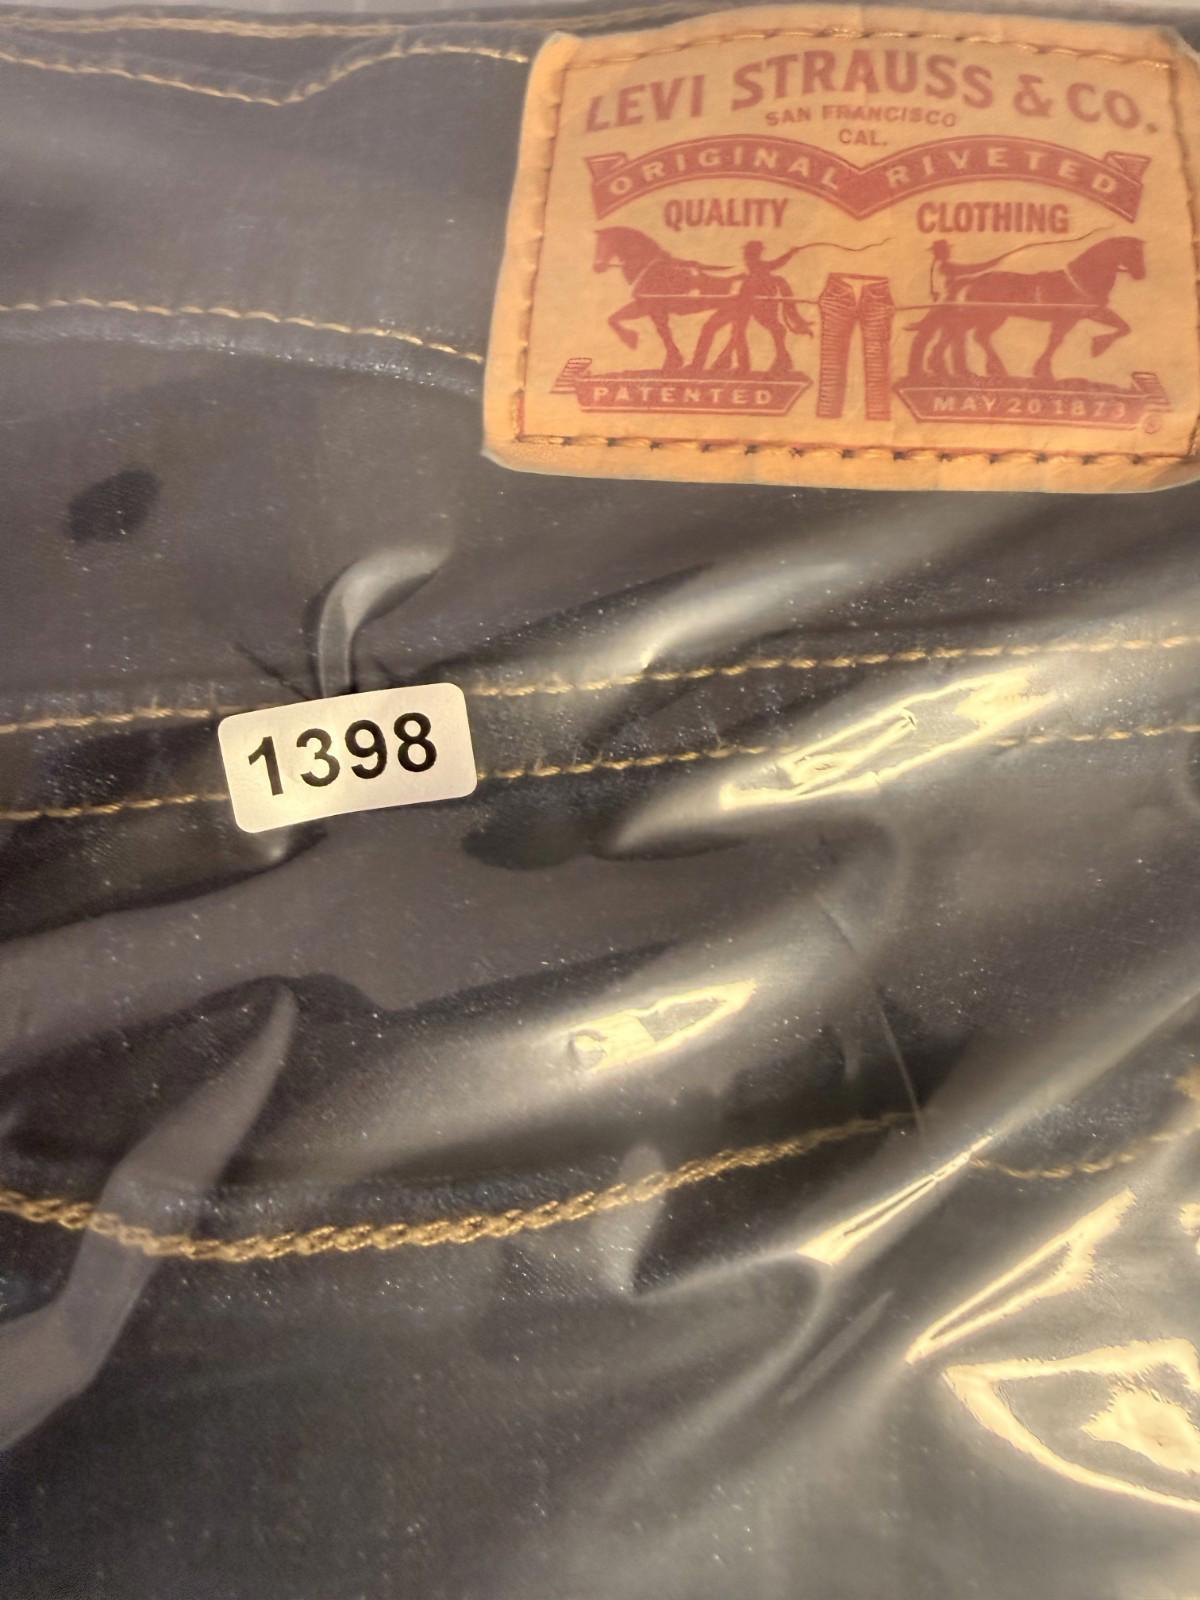 LEVI STRAUSS & CO.
SAN FRANCISCO
CAL.
ORIGINAL RIVETED
QUALITY CLOTHING
PATENTED MAY 20 1873
®
1398